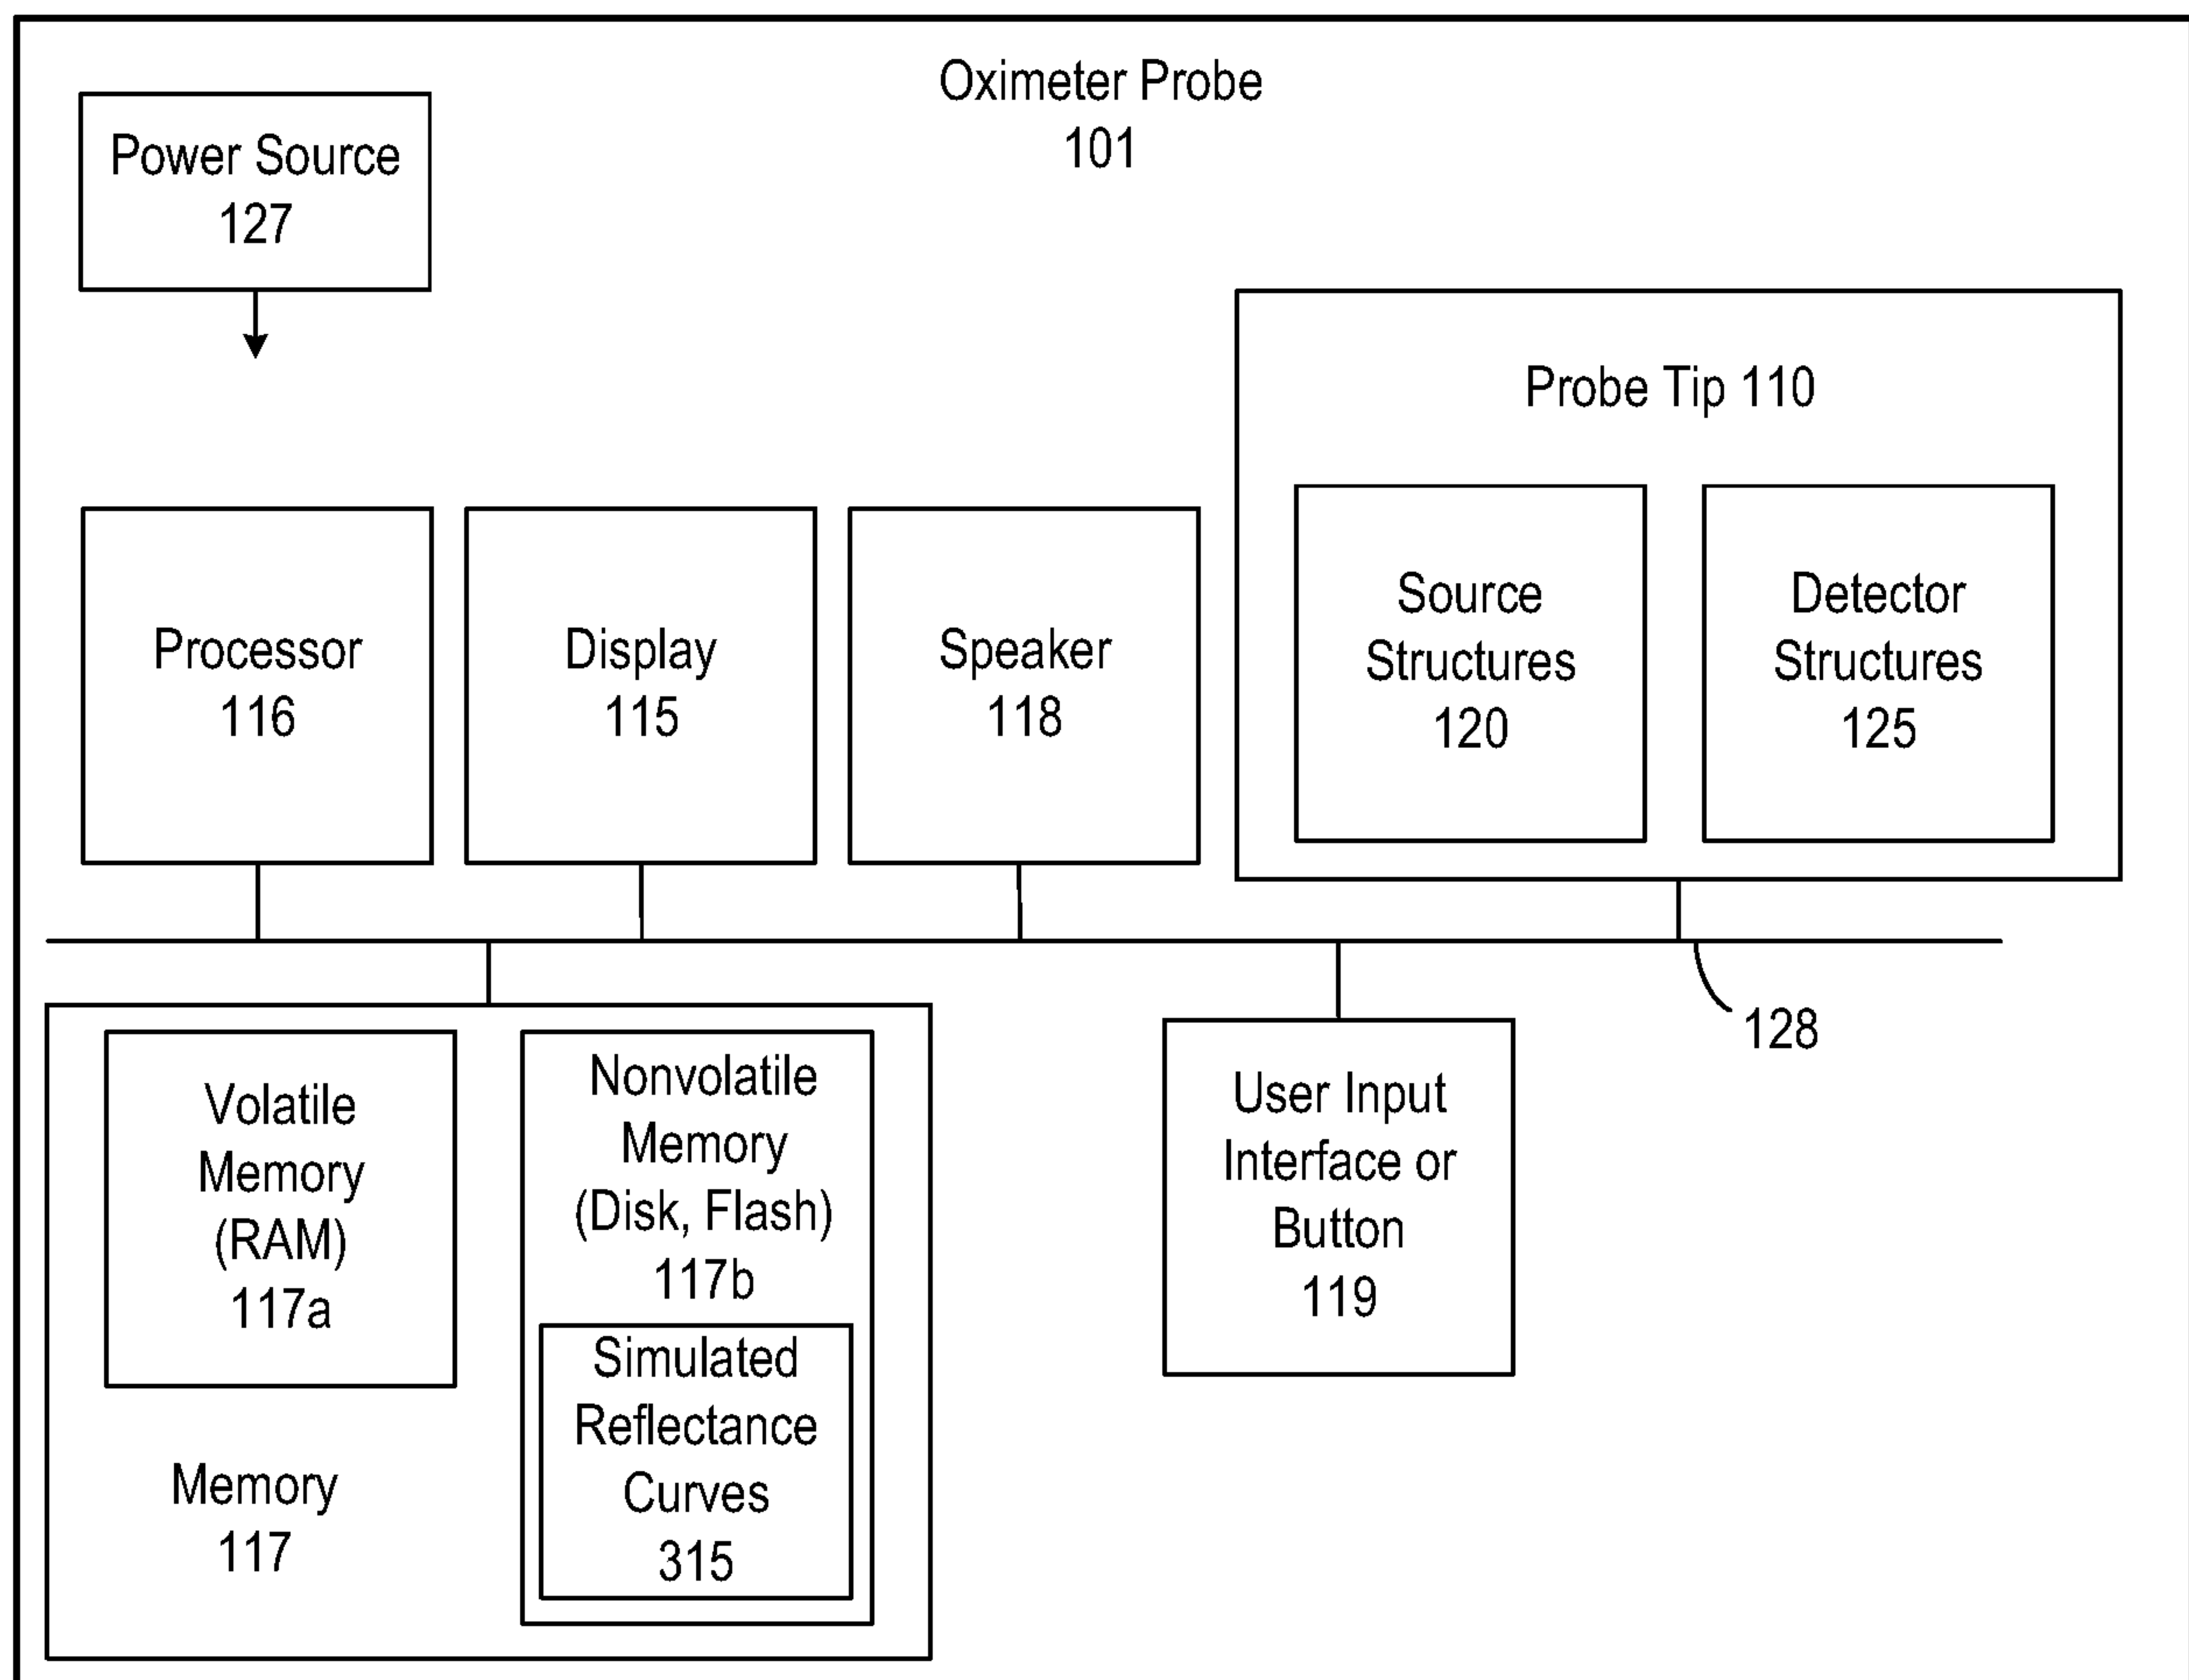 Oximeter Probe
101
Power Source
127
Probe Tip 110
Processor
116
Display
115
Speaker
118
Source
Structures
120
Detector
Structures
125
128
Volatile
Memory
(RAM)
117a
Nonvolatile
Memory
(Disk, Flash)
117b
Simulated
Reflectance
Curves
315
Memory
117
User Input
Interface or
Button
119